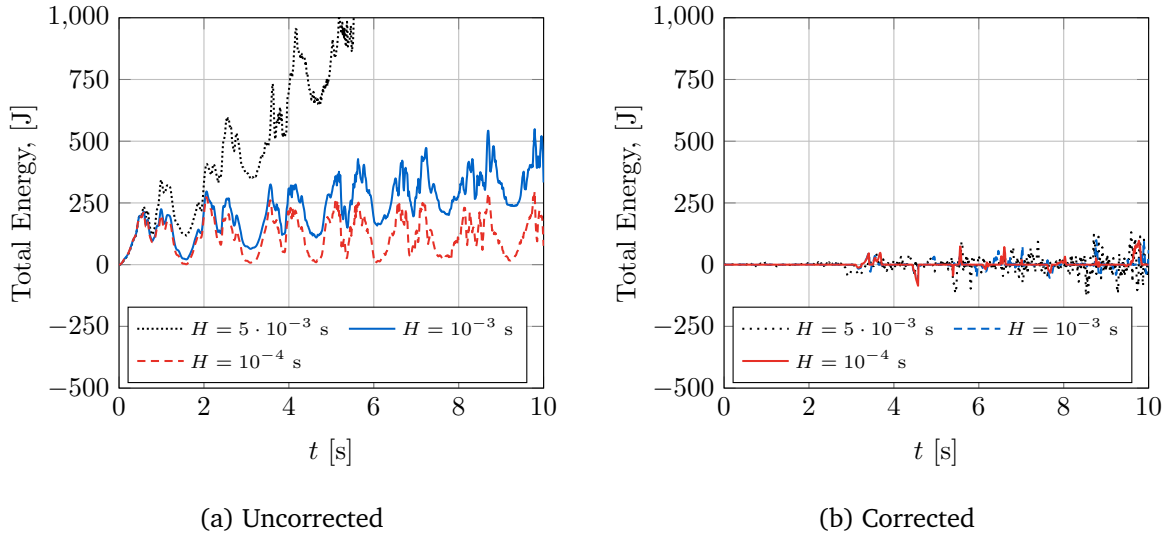 1,000
750
500
250
0
−250
−500
Total Energy, [J]
H = 5 · 10⁻³ s
H = 10⁻³ s
H = 10⁻⁴ s
0 2 4 6 8 10
t [s]
(a) Uncorrected
1,000
750
500
250
0
−250
−500
Total Energy, [J]
H = 5 · 10⁻³ s
H = 10⁻³ s
H = 10⁻⁴ s
0 2 4 6 8 10
t [s]
(b) Corrected